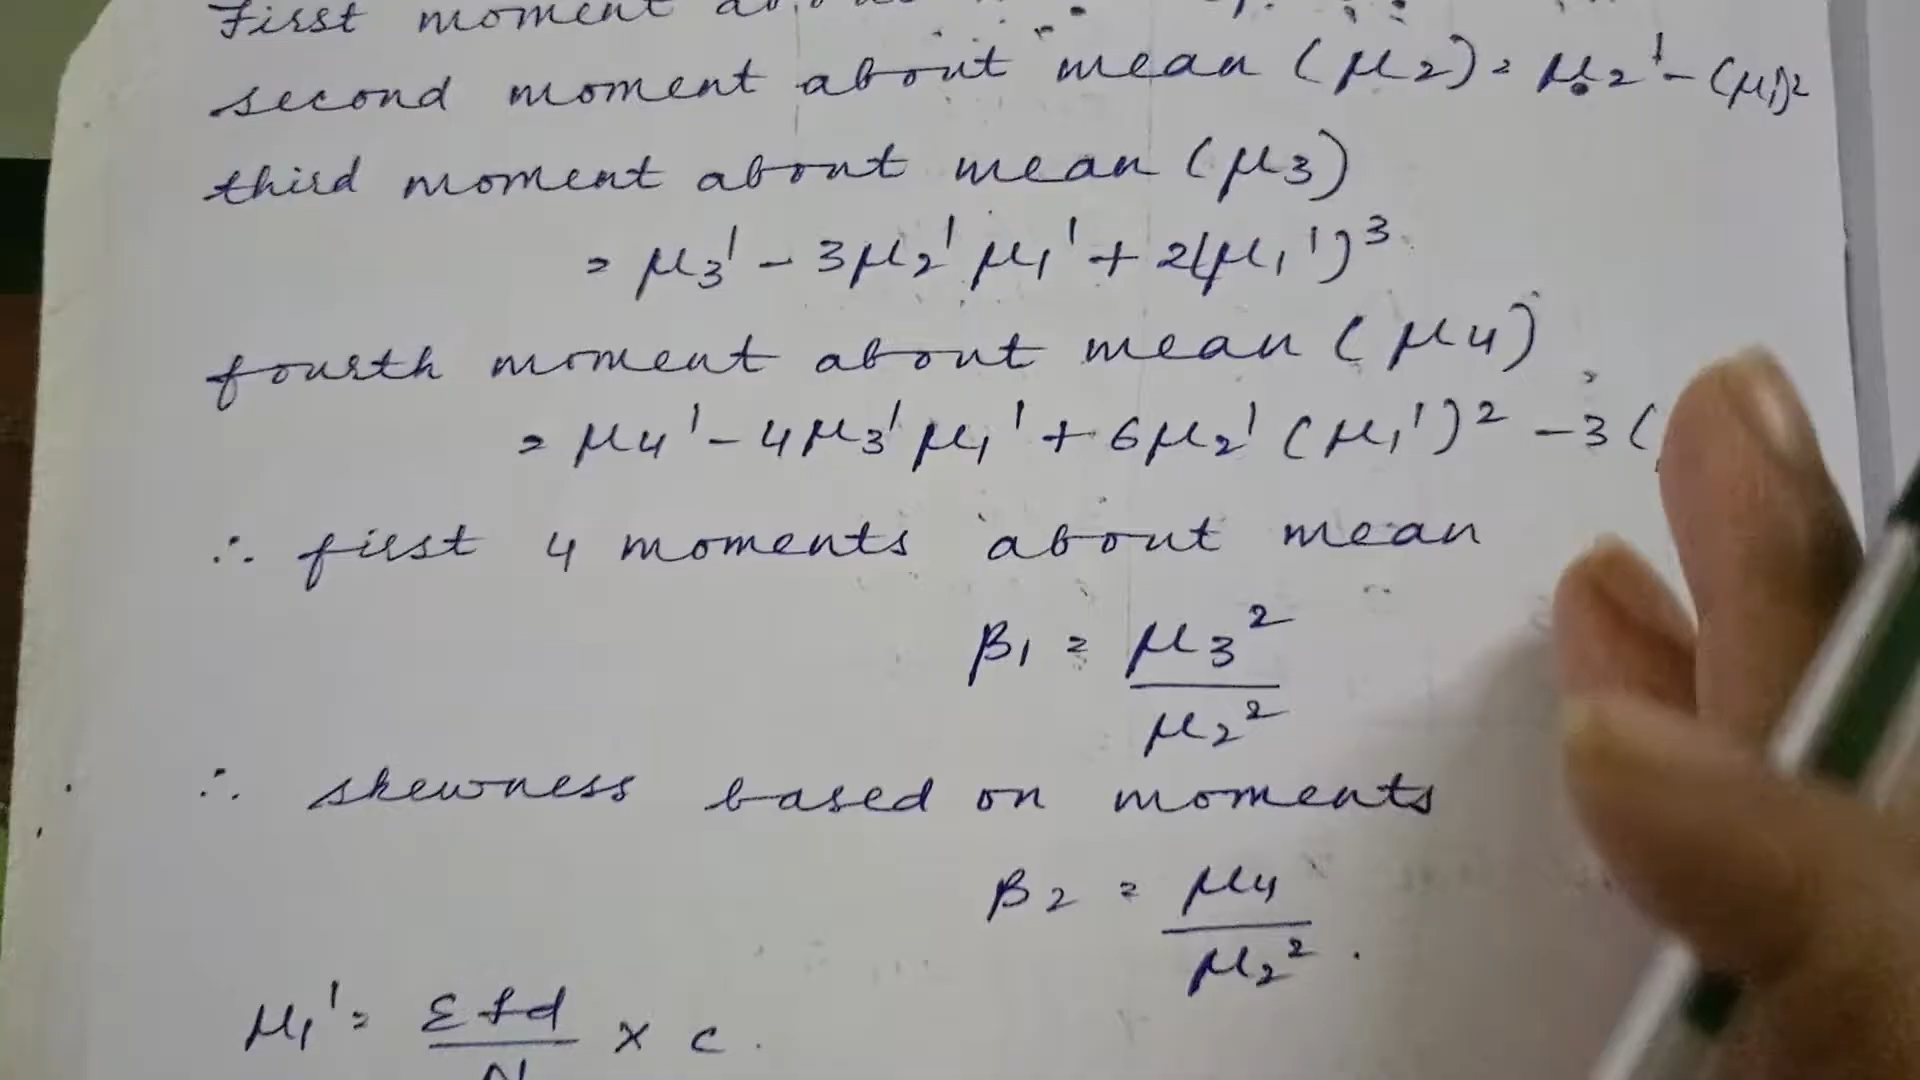 First moment
second moment about mean (μ2) = μ2' - (μ1)2
third moment about mean (μ3)
= μ3' - 3μ2' μ1' + 2(μ1')³
fourth moment about mean (μ4)
= μ4' - 4μ3' μ1' + 6μ2' (μ1')² - 3(
∴ first 4 moments about mean
β1 = μ3² / μ2²
∴ skewness based on moments
β2 = μ4 / μ2² .
μ1' = Σfd / N × c .